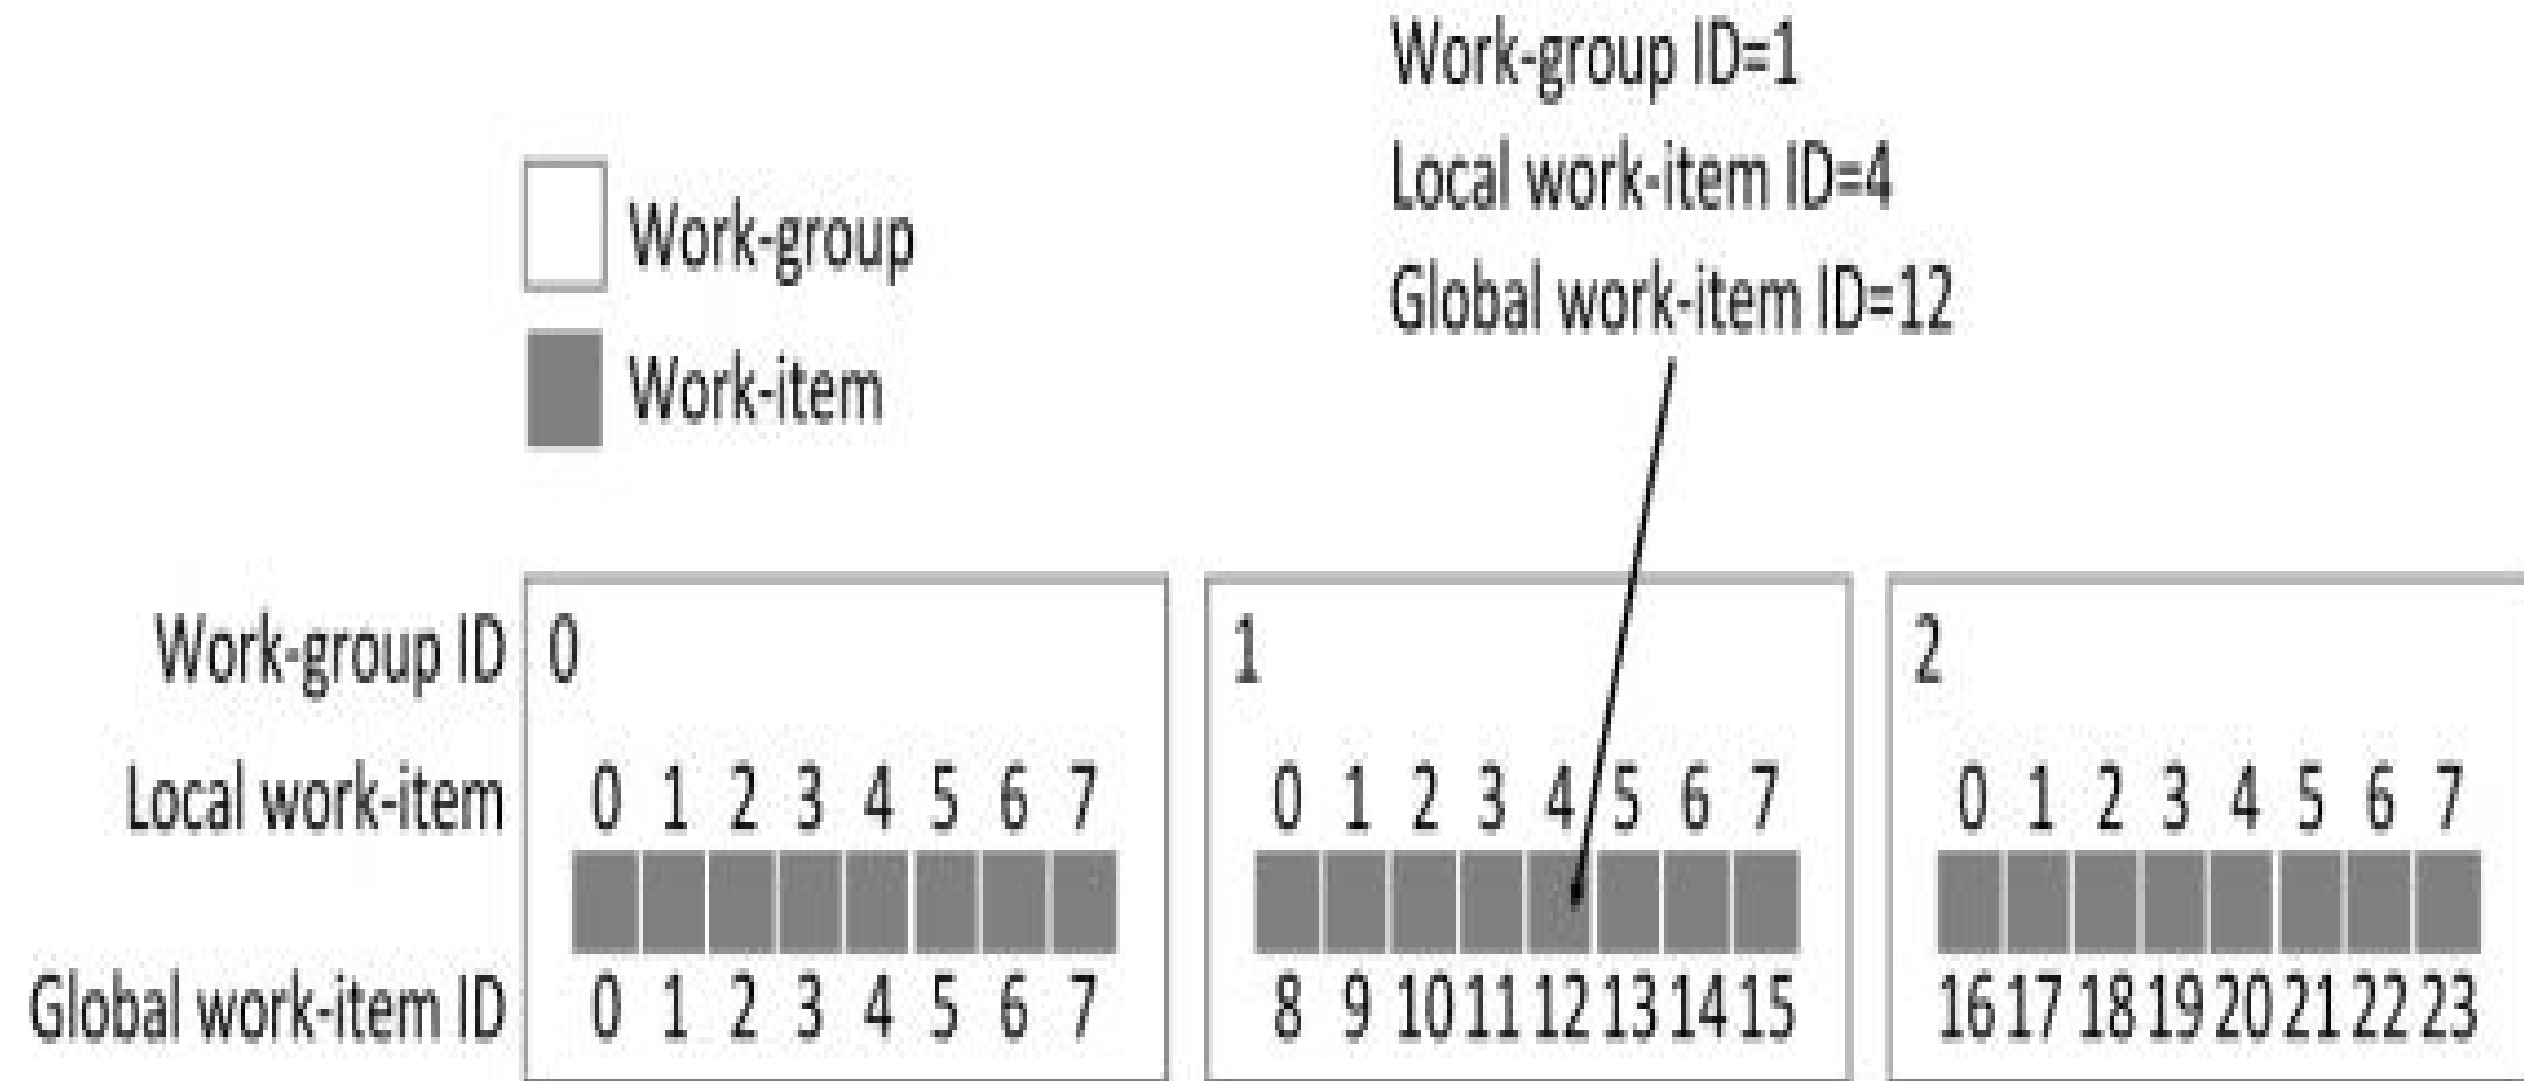 Work-group ID=1
Local work-item ID=4
Global work-item ID=12
Work-group
Work-item
Work-group ID 0 1 2
Local work-item 0 1 2 3 4 5 6 7 0 1 2 3 4 5 6 7 0 1 2 3 4 5 6 7
Global work-item ID 0 1 2 3 4 5 6 7 8 9 10 11 12 13 14 15 16 17 18 19 20 21 22 23